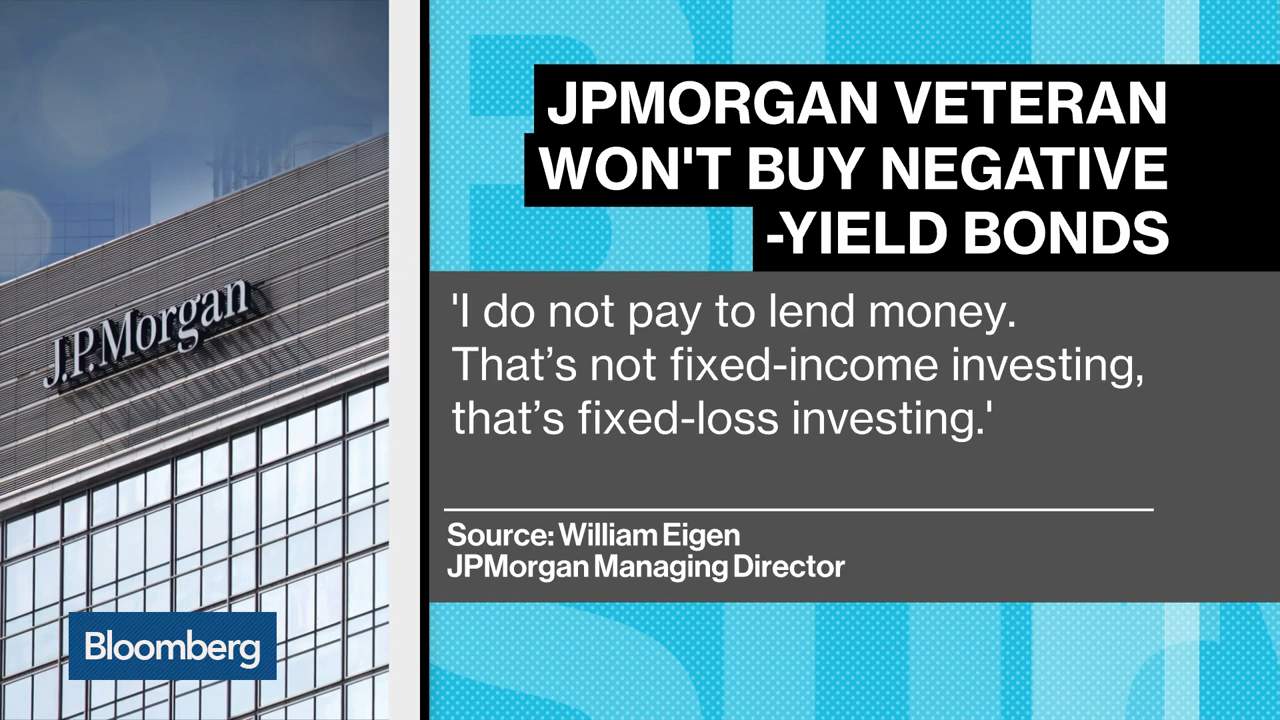 J.P.Morgan
Bloomberg
JPMORGAN VETERAN
WON'T BUY NEGATIVE
-YIELD BONDS
'I do not pay to lend money.
That’s not fixed-income investing,
that’s fixed-loss investing.'
Source: William Eigen
JPMorgan Managing Director